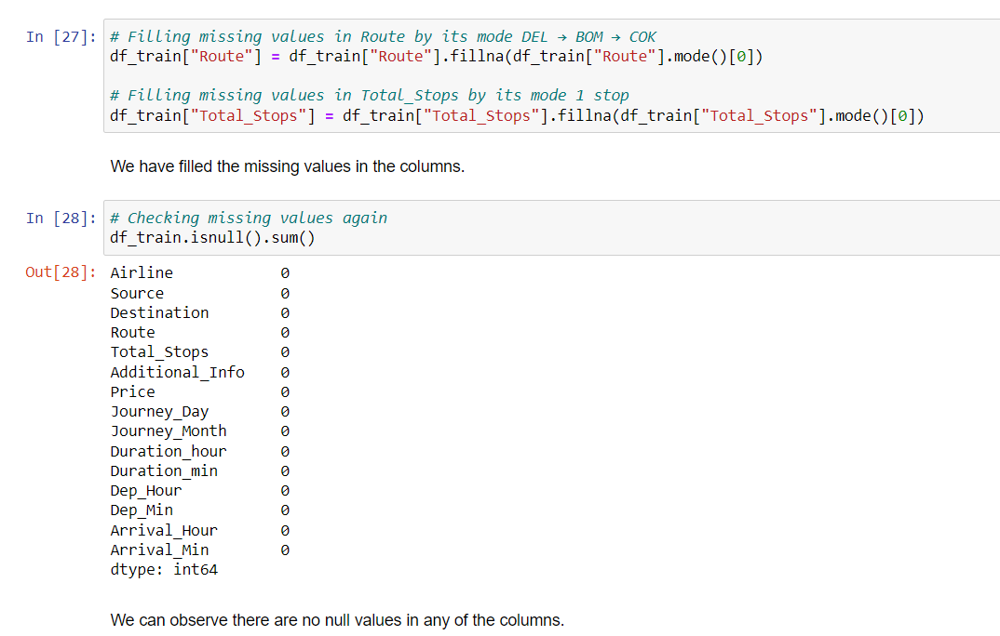 In [27]: # Filling missing values in Route by its mode DEL → BOM → COK
df_train["Route"] = df_train["Route"].fillna(df_train["Route"].mode()[0])
# Filling missing values in Total_Stops by its mode 1 stop
df_train["Total_Stops"] = df_train["Total_Stops"].fillna(df_train["Total_Stops"].mode()[0])
We have filled the missing values in the columns.
In [28]: # Checking missing values again
df_train.isnull().sum()
Out[28]: Airline 0
Source 0
Destination 0
Route 0
Total_Stops 0
Additional_Info 0
Price 0
Journey_Day 0
Journey_Month 0
Duration_hour 0
Duration_min 0
Dep_Hour 0
Dep_Min 0
Arrival_Hour 0
Arrival_Min 0
dtype: int64
We can observe there are no null values in any of the columns.